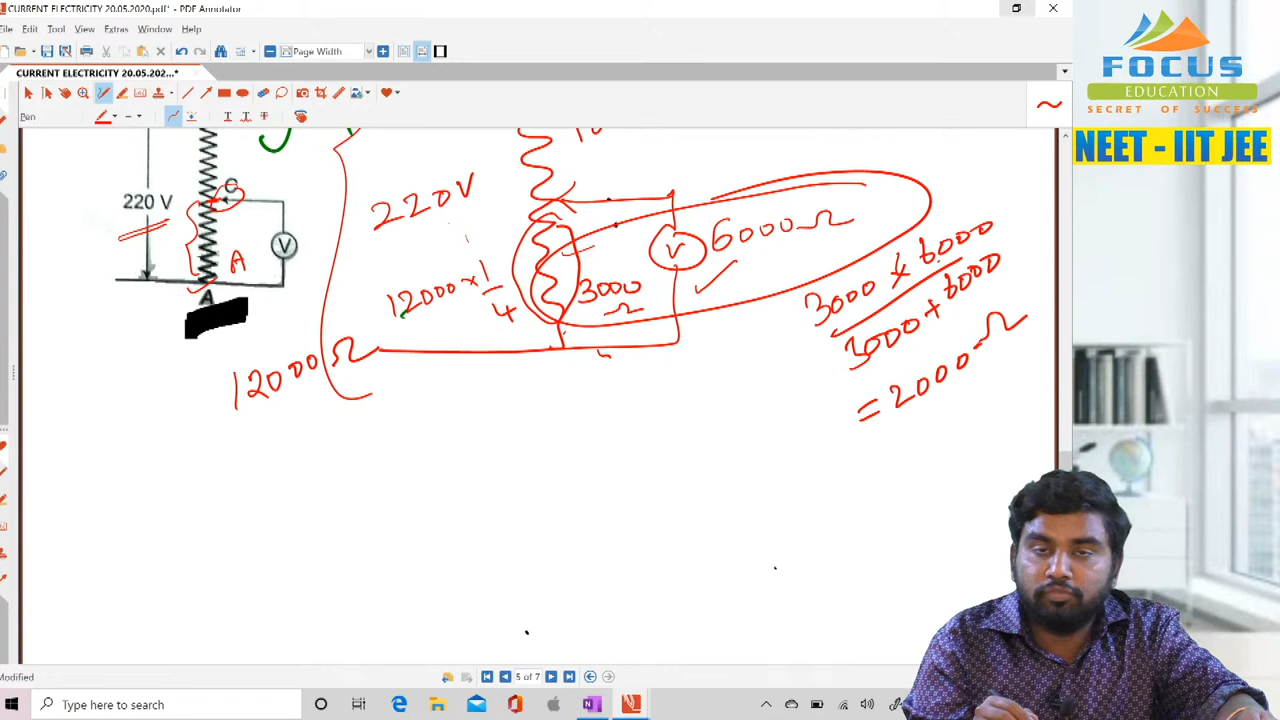 CURRENT ELECTRICITY 20.05.2020.pdf* - PDF Annotator
File Edit Tool View Extras Window Help
Page Width
CURRENT ELECTRICITY 20.05.202...*
Pen
FOCUS
EDUCATION
SECRET OF SUCCESS
NEET - IIT JEE
220 V
C
V
A
A
220V
12000 × 1/4
3000
Ω
V
6000Ω
12000Ω
3000 × 6000
3000 + 6000
= 2000 Ω
Modified
5 of 7
Type here to search